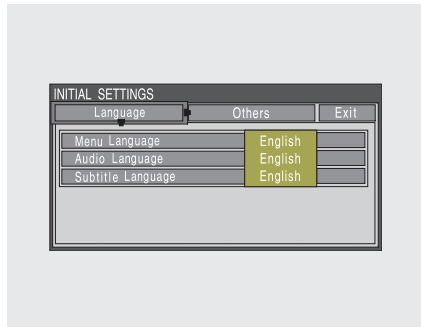 INITIAL SETTINGS
Language Others Exit
Menu Language English
Audio Language English
Subtitle Language English